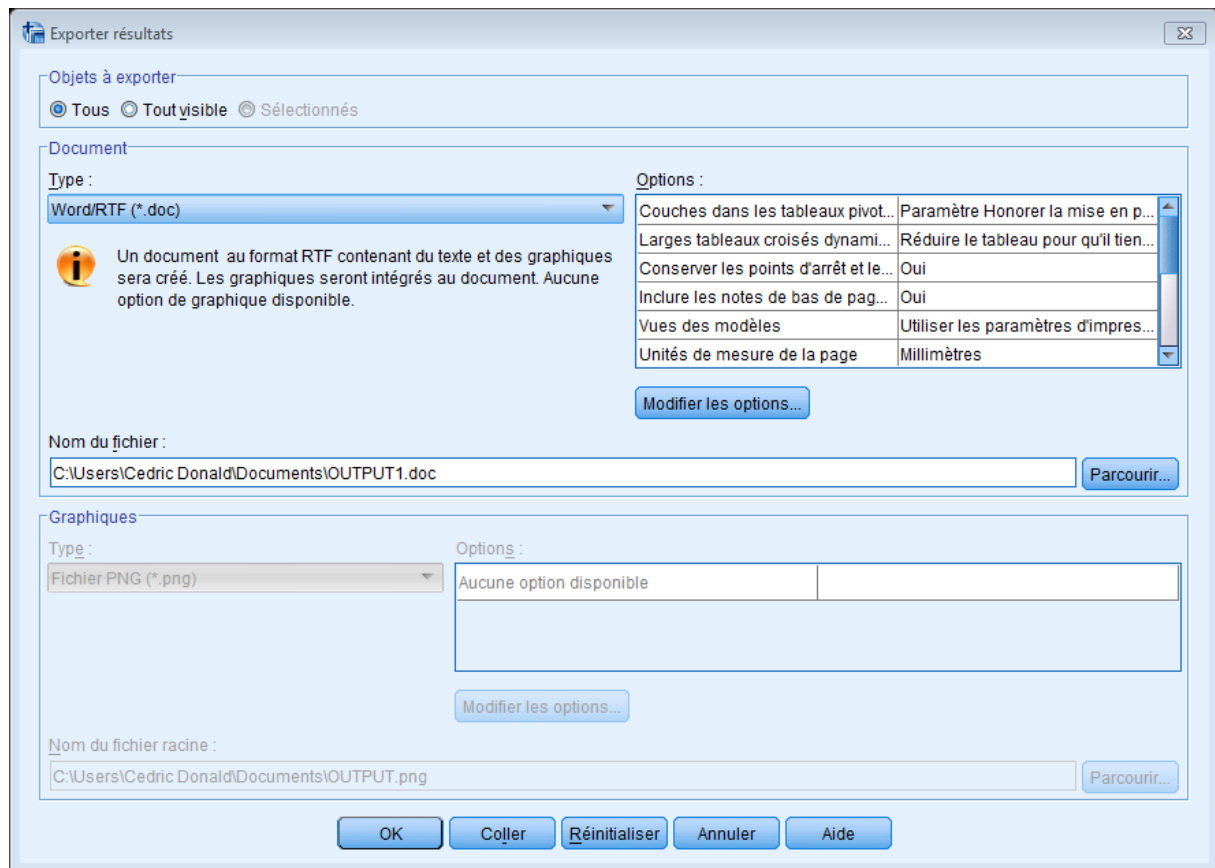 Exporter résultats
Objets à exporter
Tous Tout visible Sélectionnés
Document
Type :
Word/RTF (*.doc)
Un document au format RTF contenant du texte et des graphiques
sera créé. Les graphiques seront intégrés au document. Aucune
option de graphique disponible.
Options :
Couches dans les tableaux pivot... Paramètre Honorer la mise en p...
Larges tableaux croisés dynami... Réduire le tableau pour qu'il tien...
Conserver les points d'arrêt et le... Oui
Inclure les notes de bas de pag... Oui
Vues des modèles Utiliser les paramètres d'impres...
Unités de mesure de la page Millimètres
Modifier les options...
Nom du fichier :
C:\Users\Cedric Donald\Documents\OUTPUT1.doc Parcourir...
Graphiques
Type :
Fichier PNG (*.png)
Options :
Aucune option disponible
Modifier les options...
Nom du fichier racine :
C:\Users\Cedric Donald\Documents\OUTPUT.png Parcourir...
OK Coller Réinitialiser Annuler Aide